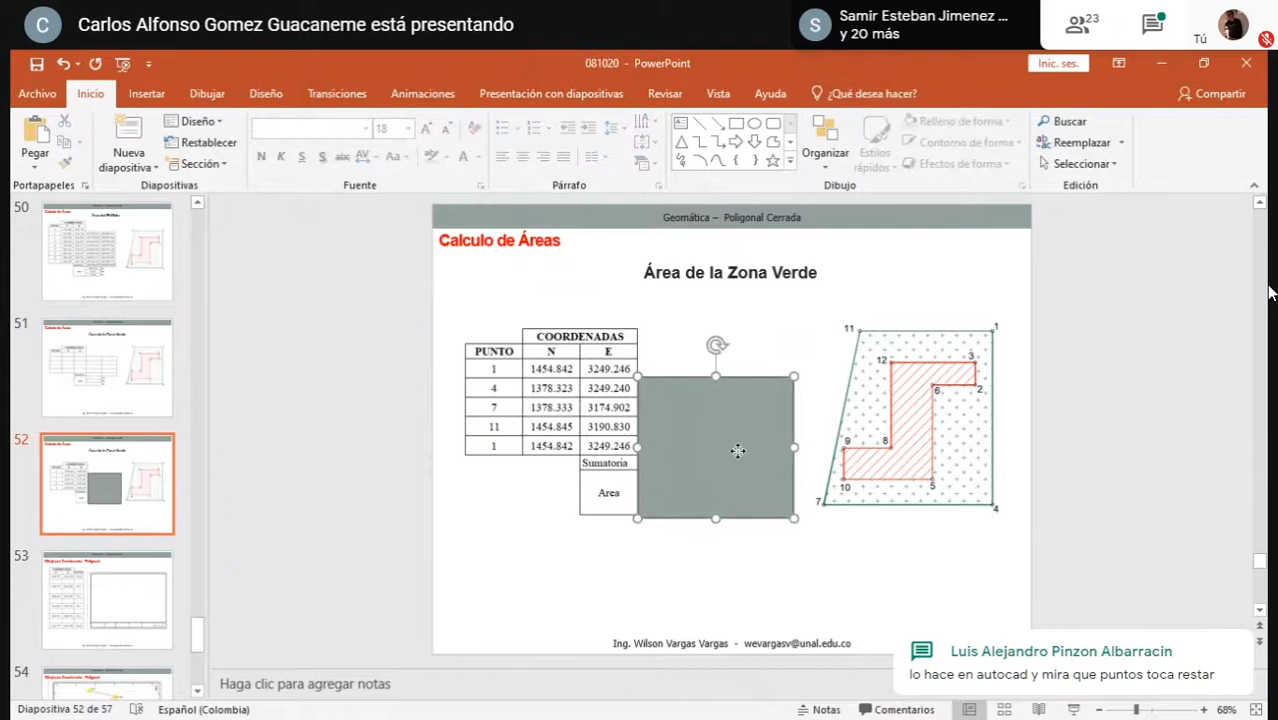 C Carlos Alfonso Gomez Guacaneme está presentando
S Samir Esteban Jimenez ...
y 20 más
23
Tú
081020 - PowerPoint
Inic. ses.
Archivo Inicio Insertar Dibujar Diseño Transiciones Animaciones Presentación con diapositivas Revisar Vista Ayuda ¿Qué desea hacer? Compartir
Pegar
Nueva
diapositiva
Diseño
Restablecer
Sección
18
N K S S abc AV Aa A
Organizar
Estilos
rápidos
Relleno de forma
Contorno de forma
Efectos de forma
Buscar
Reemplazar
Seleccionar
Portapapeles Diapositivas Fuente Párrafo Dibujo Edición
50
51
52
53
54
Geomática – Poligonal Cerrada
Calculo de Áreas
Área de la Zona Verde
COORDENADAS
PUNTO N E
1 1454.842 3249.246
4 1378.323 3249.240
7 1378.333 3174.902
11 1454.845 3190.830
1 1454.842 3249.246
Sumatoria
Area
11 1
12 3
6 2
9 8
10 5
7 4
Ing. Wilson Vargas Vargas - wevargasv@unal.edu.co
Luis Alejandro Pinzon Albarracin
lo hace en autocad y mira que puntos toca restar
Haga clic para agregar notas
Diapositiva 52 de 57 Español (Colombia) Notas Comentarios 68%